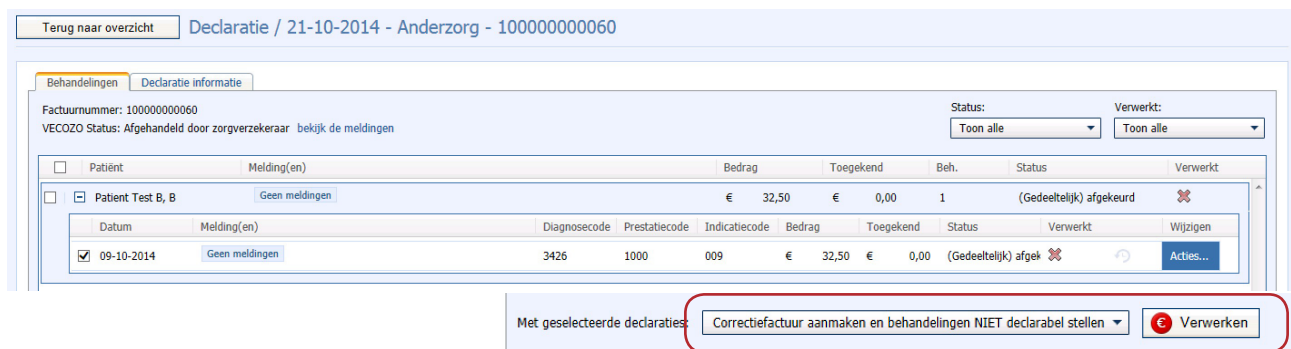 Terug naar overzicht Declaratie / 21-10-2014 - Anderzorg - 100000000060
Behandelingen Declaratie informatie
Factuurnummer: 100000000060 Status: Verwerkt:
VECOZO Status: Afgehandeld door zorgverzekeraar bekijk de meldingen Toon alle Toon alle
Patiënt Melding(en) Bedrag Toegekend Beh. Status Verwerkt
Patient Test B, B Geen meldingen € 32,50 € 0,00 1 (Gedeeltelijk) afgekeurd
Datum Melding(en) Diagnosecode Prestatiecode Indicatiecode Bedrag Toegekend Status Verwerkt Wijzigen
09-10-2014 Geen meldingen 3426 1000 009 € 32,50 € 0,00 (Gedeeltelijk) afgek Acties...
Met geselecteerde declaraties: Correctiefactuur aanmaken en behandelingen NIET declarabel stellen € Verwerken